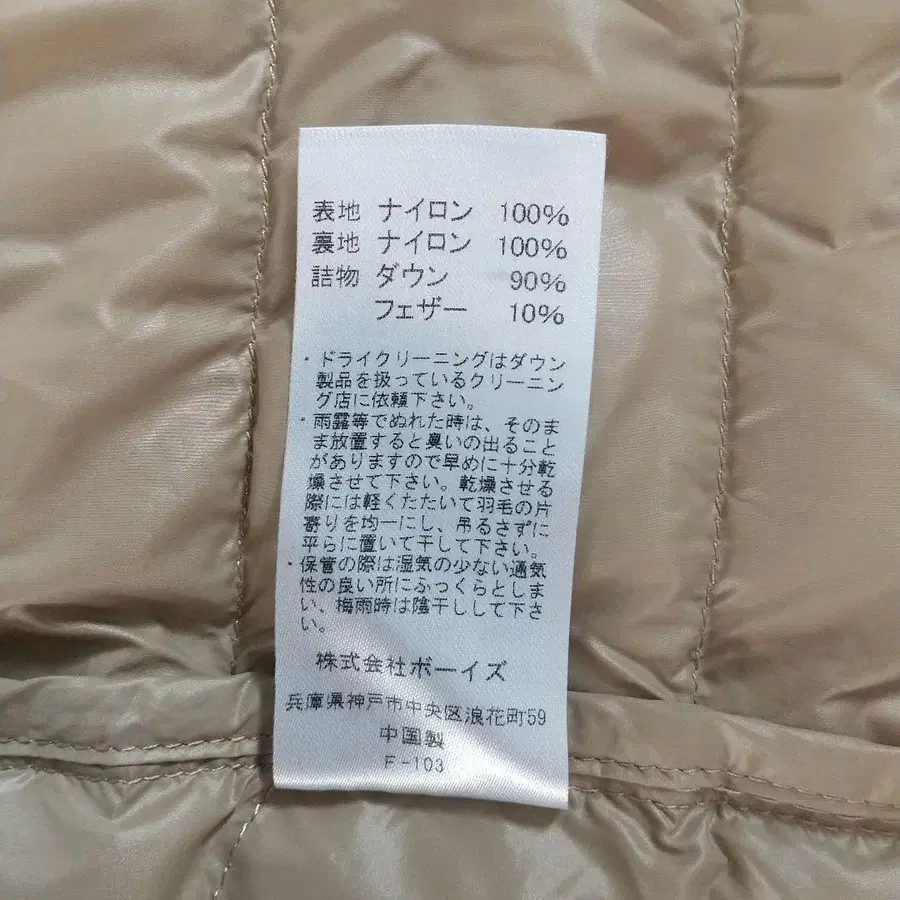 表地 ナイロン 100%
裏地 ナイロン 100%
詰物 ダウン 90%
フェザー 10%
・ドライクリーニングはダウン
製品を扱っているクリーニン
グ店に依頼下さい。
・雨露等でぬれた時は、そのま
ま放置すると臭いの出ること
がありますので早めに十分乾
燥させて下さい。乾燥させる
際には軽くたたいて羽毛の片
寄りを均一にし、吊るさずに
平らに置いて干して下さい。
・保管の際は湿気の少ない通気
性の良い所にふっくらとしま
い、梅雨時は陰干しして下さ
い。
株式会社ボーイズ
兵庫県神戸市中央区浪花町59
中国製
F-103